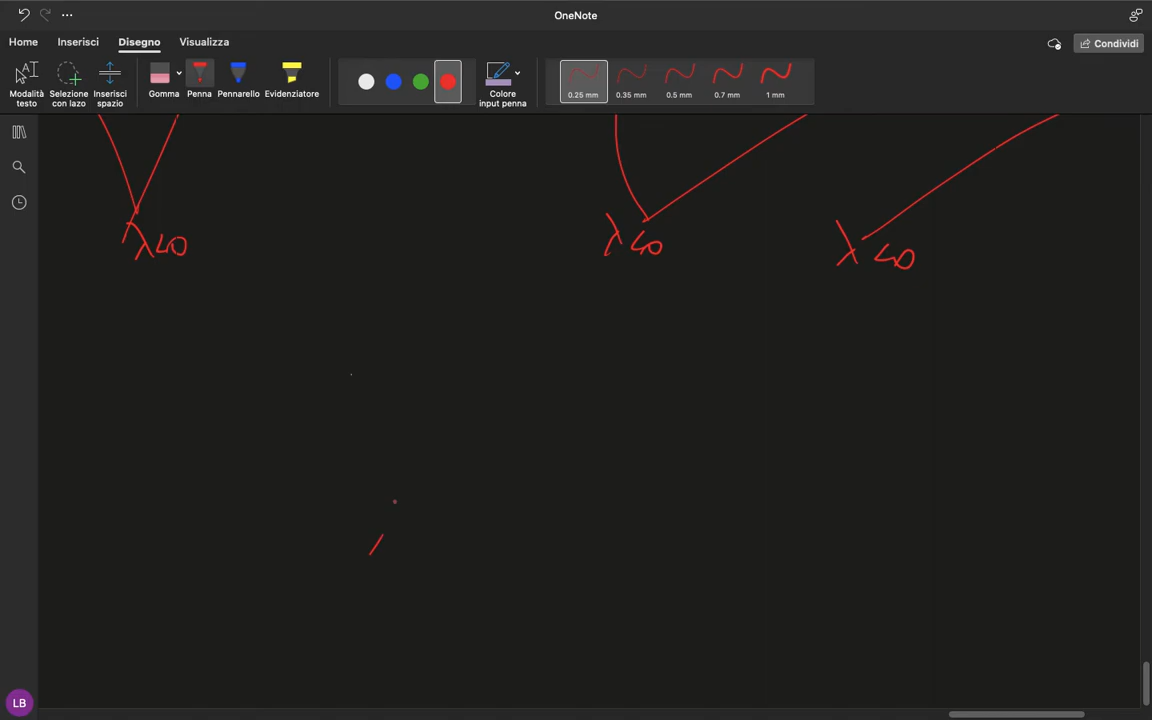 OneNote
Home Inserisci Disegno Visualizza
Condividi
Modalità testo
Selezione con lazo
Inserisci spazio
Gomma
Penna
Pennarello
Evidenziatore
Colore input penna
0.25 mm
0.35 mm
0.5 mm
0.7 mm
1 mm
λ<0
λ<0
λ<0
LB